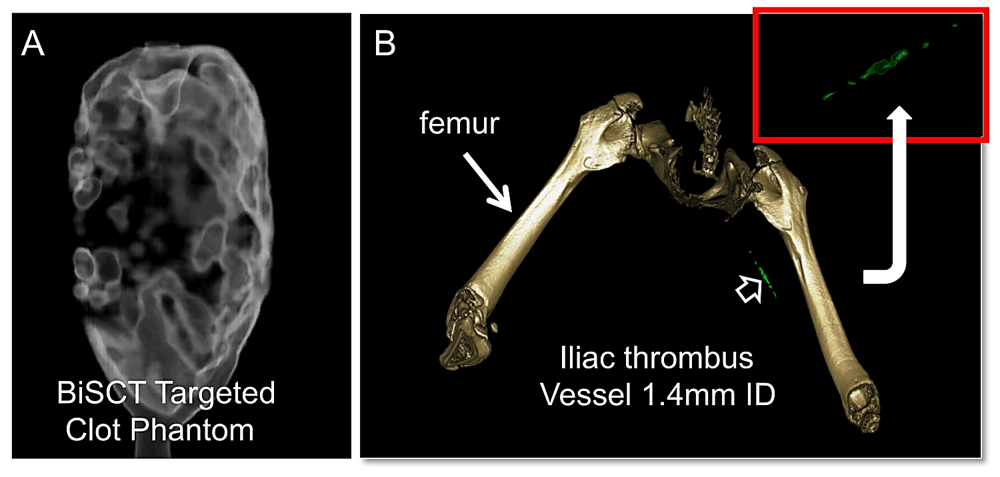 A
BiSCT Targeted
Clot Phantom
B
femur
Iliac thrombus
Vessel 1.4mm ID